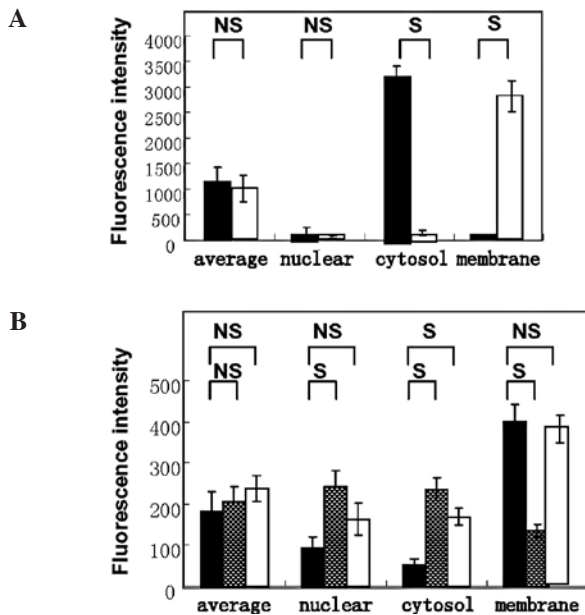 A
NS NS S S
Fluorescence intensity
4000
3500
3000
2500
2000
1500
1000
500
0
average nuclear cytosol membrane
B
NS NS S NS
NS S S S
Fluorescence intensity
500
400
300
200
100
0
average nuclear cytosol membrane